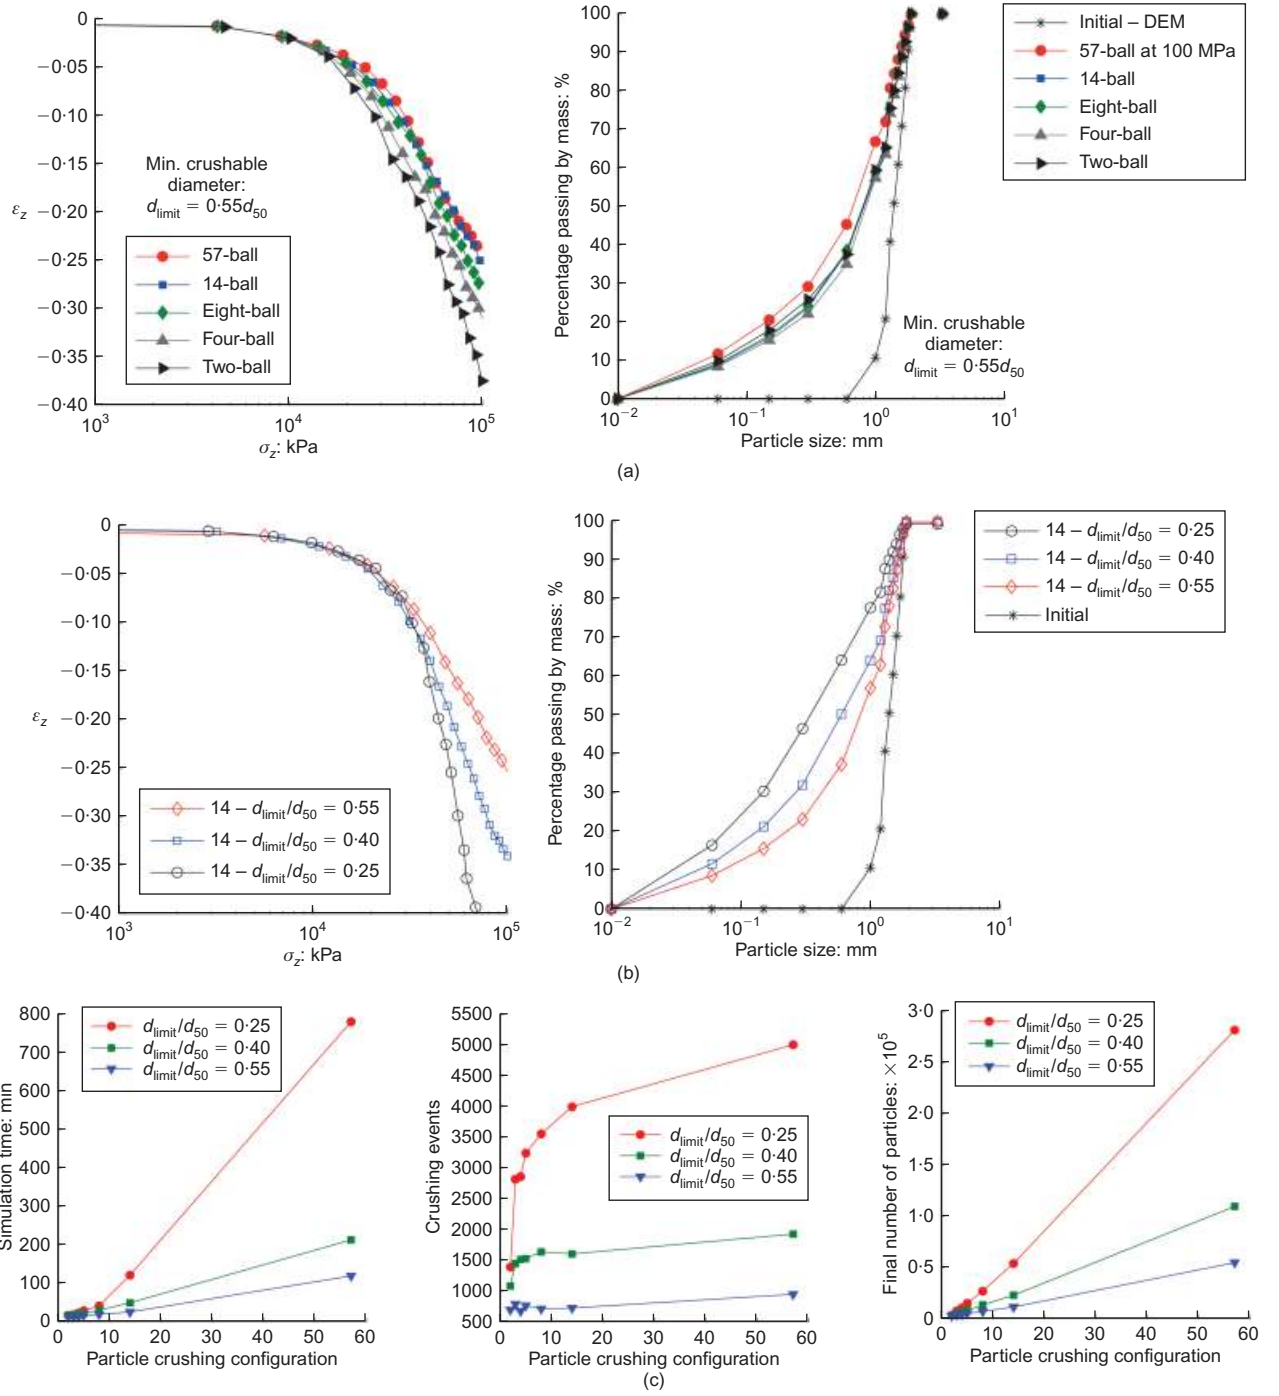 0
−0·05
−0·10
−0·15
−0·20
−0·25
−0·30
−0·35
−0·40
εz
Min. crushable
diameter:
dlimit = 0·55d50
57-ball
14-ball
Eight-ball
Four-ball
Two-ball
10³
10⁴
10⁵
σz: kPa
100
90
80
70
60
50
40
30
20
10
0
Percentage passing by mass: %
Min. crushable
diameter:
dlimit = 0·55d50
10⁻²
10⁻¹
10⁰
10¹
Particle size: mm
Initial – DEM
57-ball at 100 MPa
14-ball
Eight-ball
Four-ball
Two-ball
(a)
0
−0·05
−0·10
−0·15
−0·20
−0·25
−0·30
−0·35
−0·40
εz
14 – dlimit/d50 = 0·55
14 – dlimit/d50 = 0·40
14 – dlimit/d50 = 0·25
10³
10⁴
10⁵
σz: kPa
100
90
80
70
60
50
40
30
20
10
0
Percentage passing by mass: %
10⁻²
10⁻¹
10⁰
10¹
Particle size: mm
14 – dlimit/d50 = 0·25
14 – dlimit/d50 = 0·40
14 – dlimit/d50 = 0·55
Initial
(b)
800
700
600
500
400
300
200
100
0
Simulation time: min
dlimit/d50 = 0·25
dlimit/d50 = 0·40
dlimit/d50 = 0·55
0 10 20 30 40 50 60
Particle crushing configuration
5500
5000
4500
4000
3500
3000
2500
2000
1500
1000
500
Crushing events
dlimit/d50 = 0·25
dlimit/d50 = 0·40
dlimit/d50 = 0·55
0 10 20 30 40 50 60
Particle crushing configuration
3·0
2·5
2·0
1·5
1·0
0·5
0
Final number of particles: ×10⁵
dlimit/d50 = 0·25
dlimit/d50 = 0·40
dlimit/d50 = 0·55
0 10 20 30 40 50 60
Particle crushing configuration
(c)